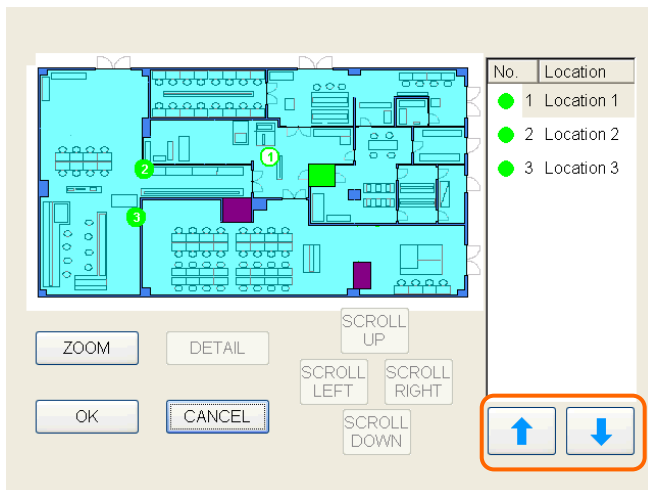 No. Location
1 Location 1
2 Location 2
3 Location 3
1
2
3
ZOOM
DETAIL
SCROLL
UP
SCROLL
LEFT
SCROLL
RIGHT
OK
CANCEL
SCROLL
DOWN